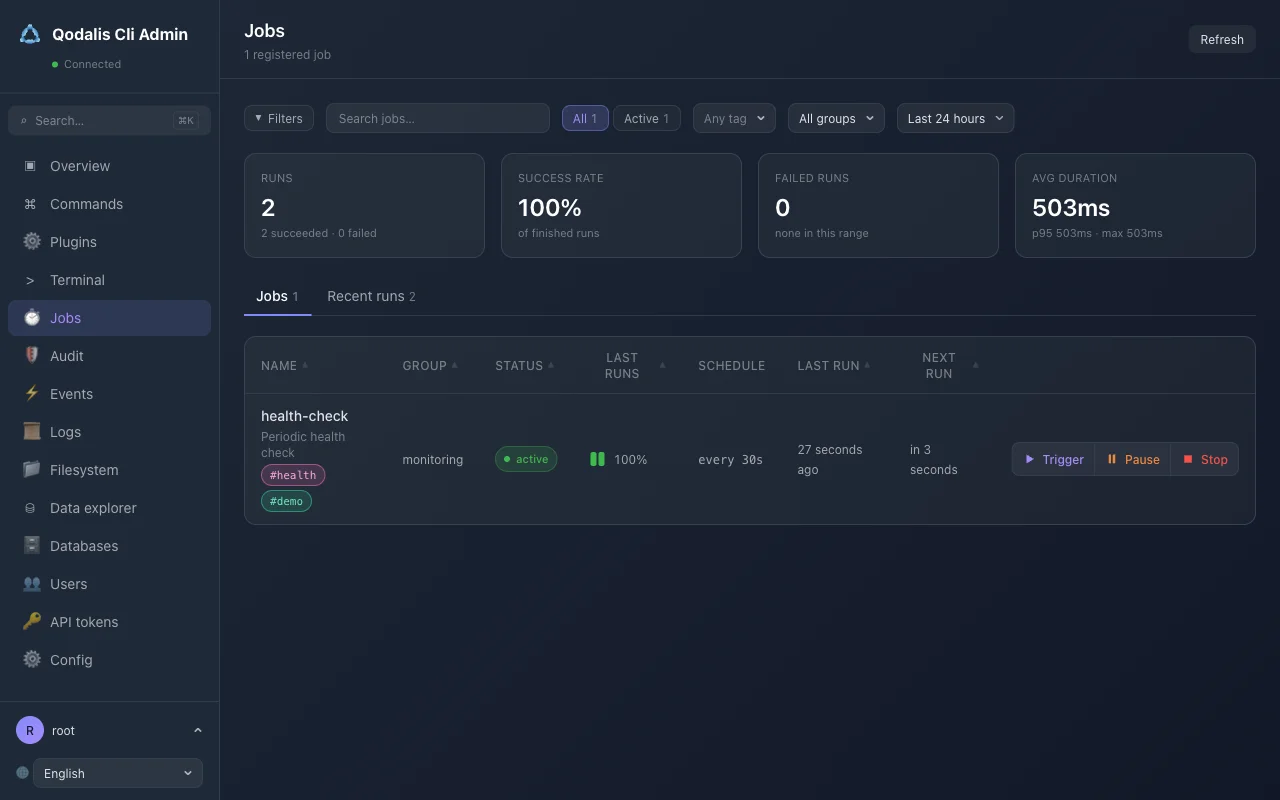 Qodalis Cli Admin
Connected
Search... ⌘K
Overview
Commands
Plugins
Terminal
Jobs
Audit
Events
Logs
Filesystem
Data explorer
Databases
Users
API tokens
Config
R root
English
Jobs
1 registered job
Refresh
Filters
Search jobs...
All 1
Active 1
Any tag
All groups
Last 24 hours
RUNS
2
2 succeeded · 0 failed
SUCCESS RATE
100%
of finished runs
FAILED RUNS
0
none in this range
AVG DURATION
503ms
p95 503ms · max 503ms
Jobs 1
Recent runs 2
NAME
GROUP
STATUS
LAST
RUNS
SCHEDULE
LAST RUN
NEXT
RUN
health-check
Periodic health
check
#health
#demo
monitoring
active
100%
every 30s
27 seconds
ago
in 3
seconds
Trigger
Pause
Stop